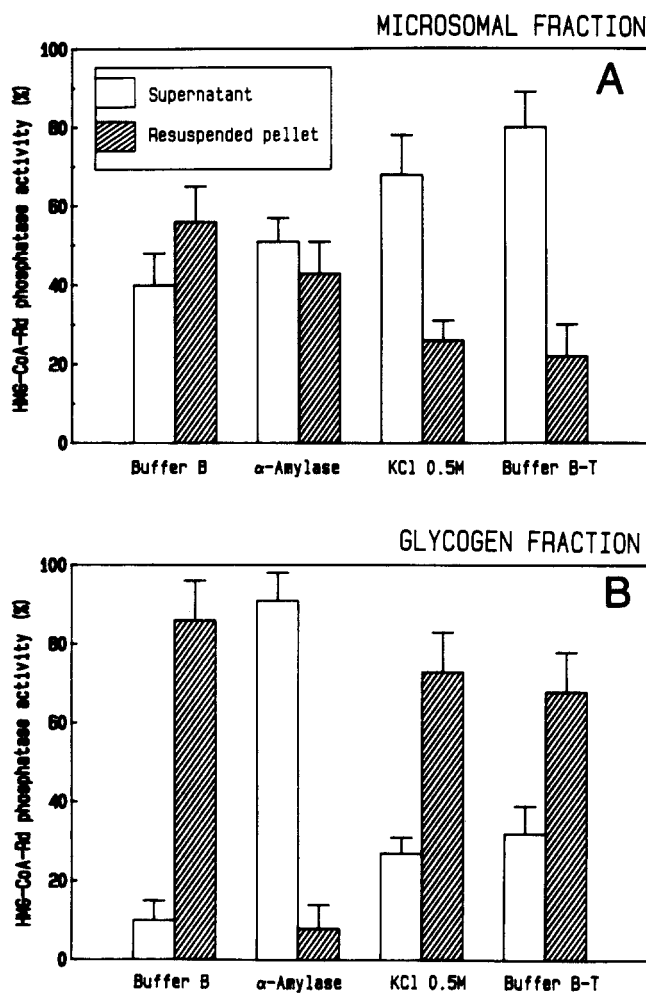 MICROSOMAL FRACTION
A
100
80
60
40
20
0
HMG-CoA-Rd phosphatase activity (%)
Supernatant
Resuspended pellet
Buffer B
α-Amylase
KCl 0.5M
Buffer B-T
GLYCOGEN FRACTION
B
100
80
60
40
20
0
HMG-CoA-Rd phosphatase activity (%)
Buffer B
α-Amylase
KCl 0.5M
Buffer B-T